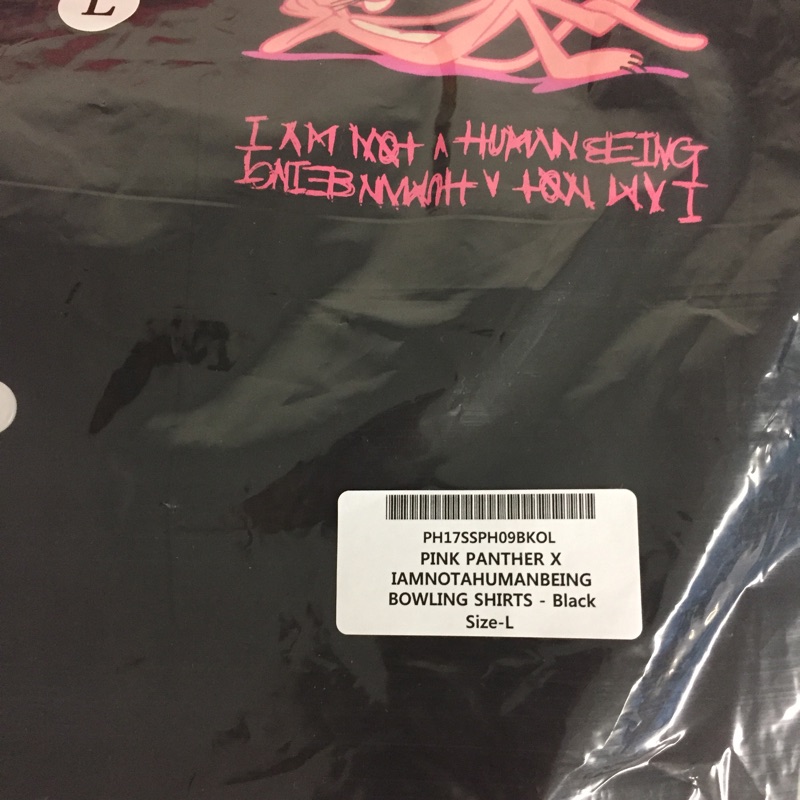 L
I AM NOT A HUMAN BEING
I AM NOT A HUMAN BEING
PH17SSPH09BKOL
PINK PANTHER X
IAMNOTAHUMANBEING
BOWLING SHIRTS - Black
Size-L